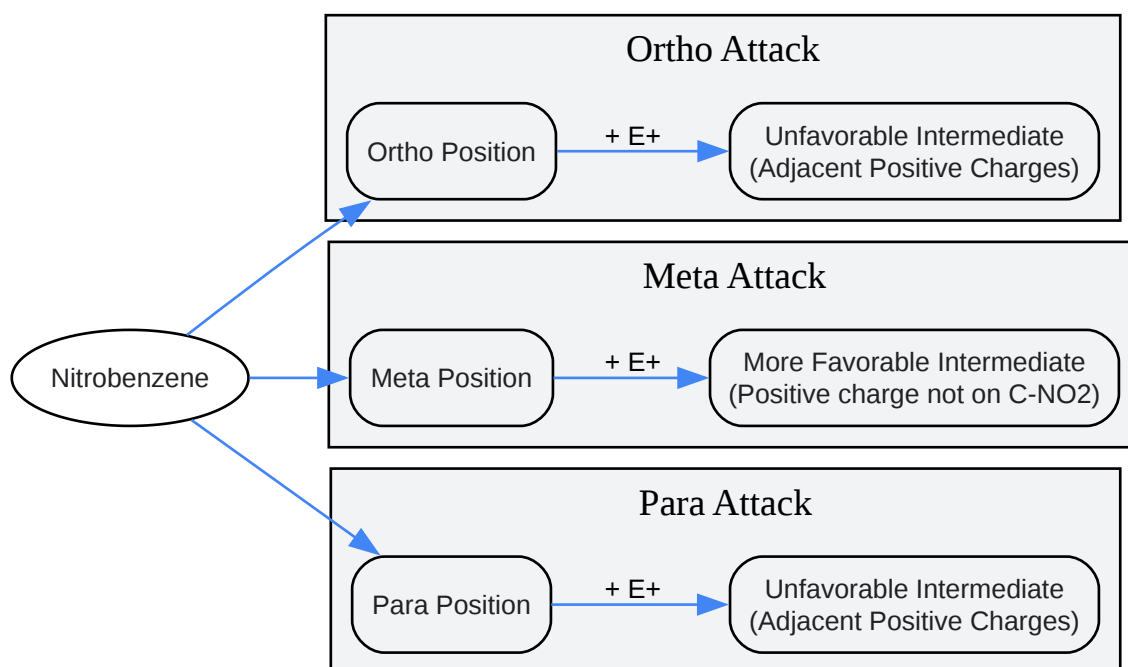 Ortho Attack
Ortho Position
+ E+
Unfavorable Intermediate
(Adjacent Positive Charges)
Meta Attack
Nitrobenzene
Meta Position
+ E+
More Favorable Intermediate
(Positive charge not on C-NO2)
Para Attack
Para Position
+ E+
Unfavorable Intermediate
(Adjacent Positive Charges)